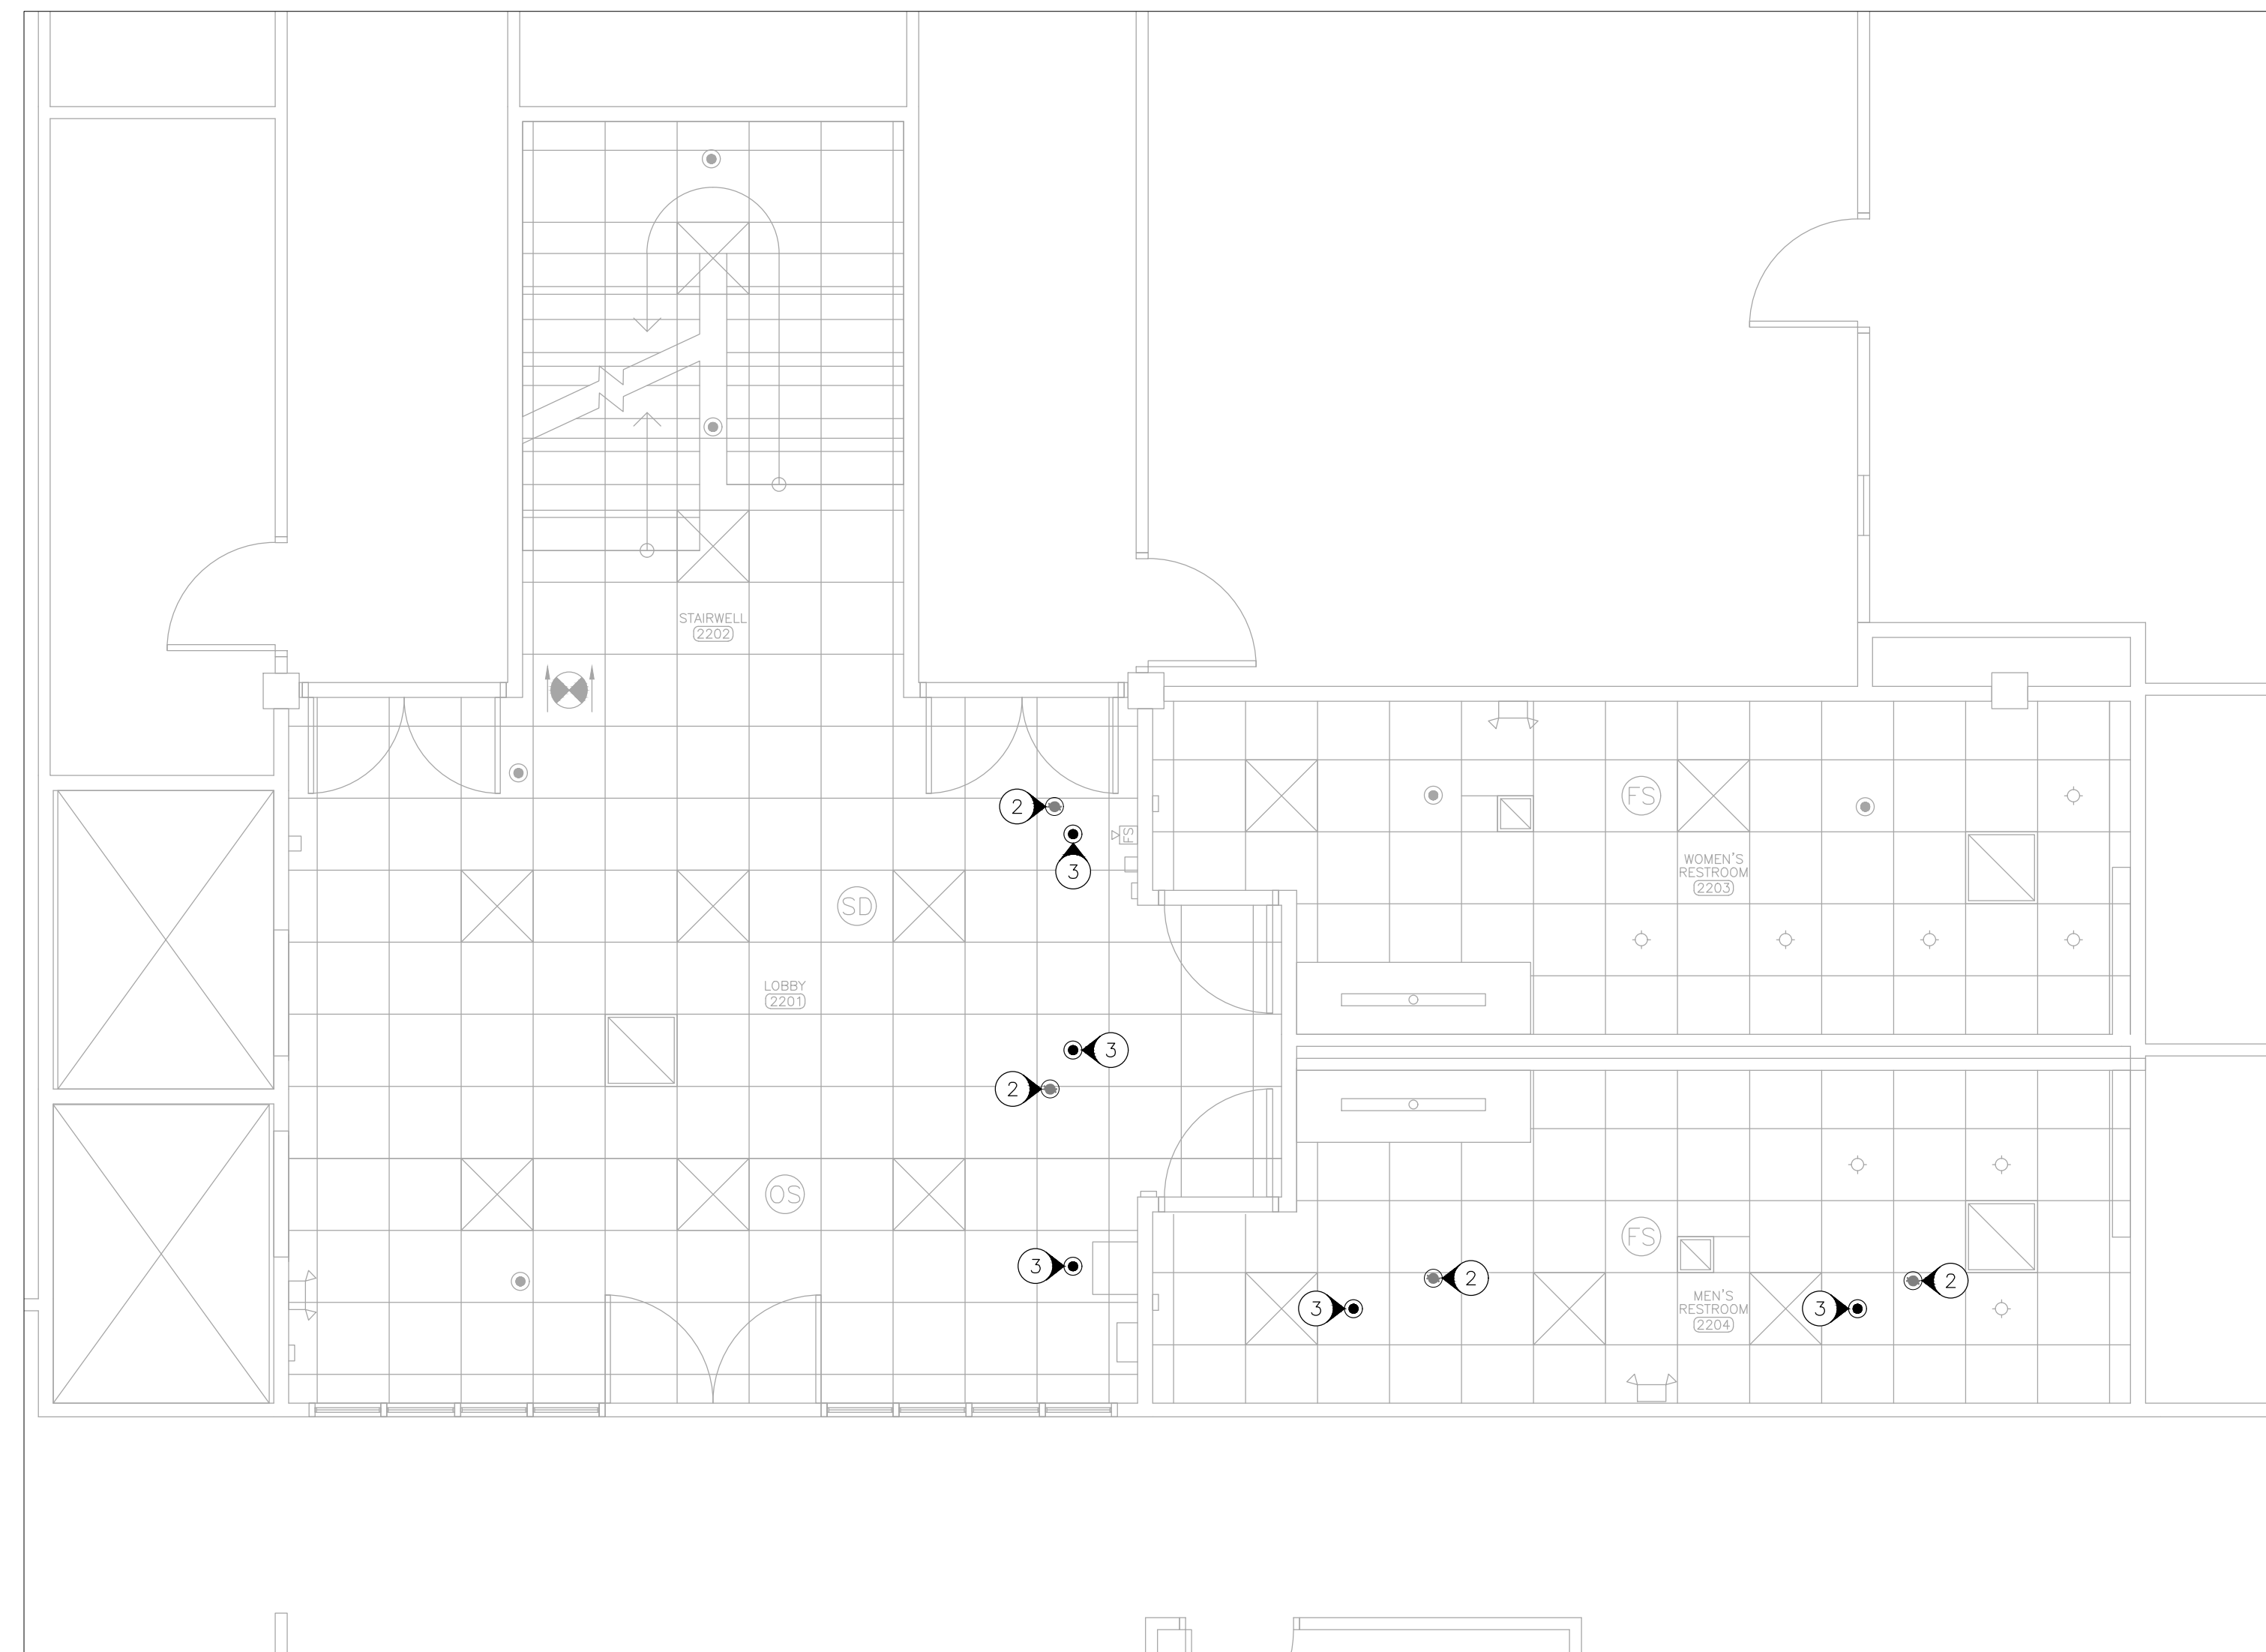 STAIRWELL
2202
2
FS
3
FS
WOMEN'S
RESTROOM
2203
SD
LOBBY
2201
3
2
OS
FS
3
2
2
MEN'S
RESTROOM
2204
3
3